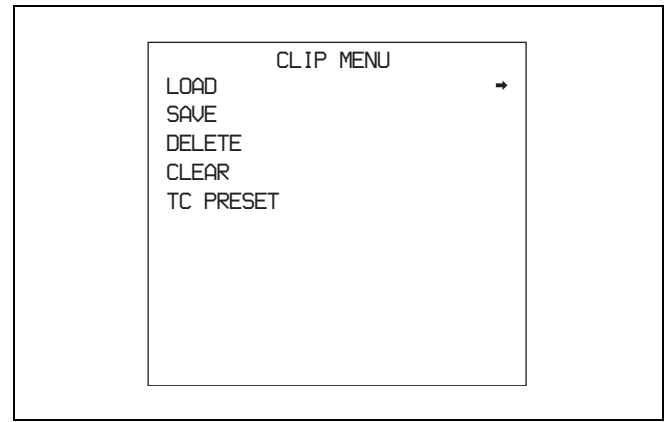 CLIP MENU
LOAD ➡
SAVE
DELETE
CLEAR
TC PRESET